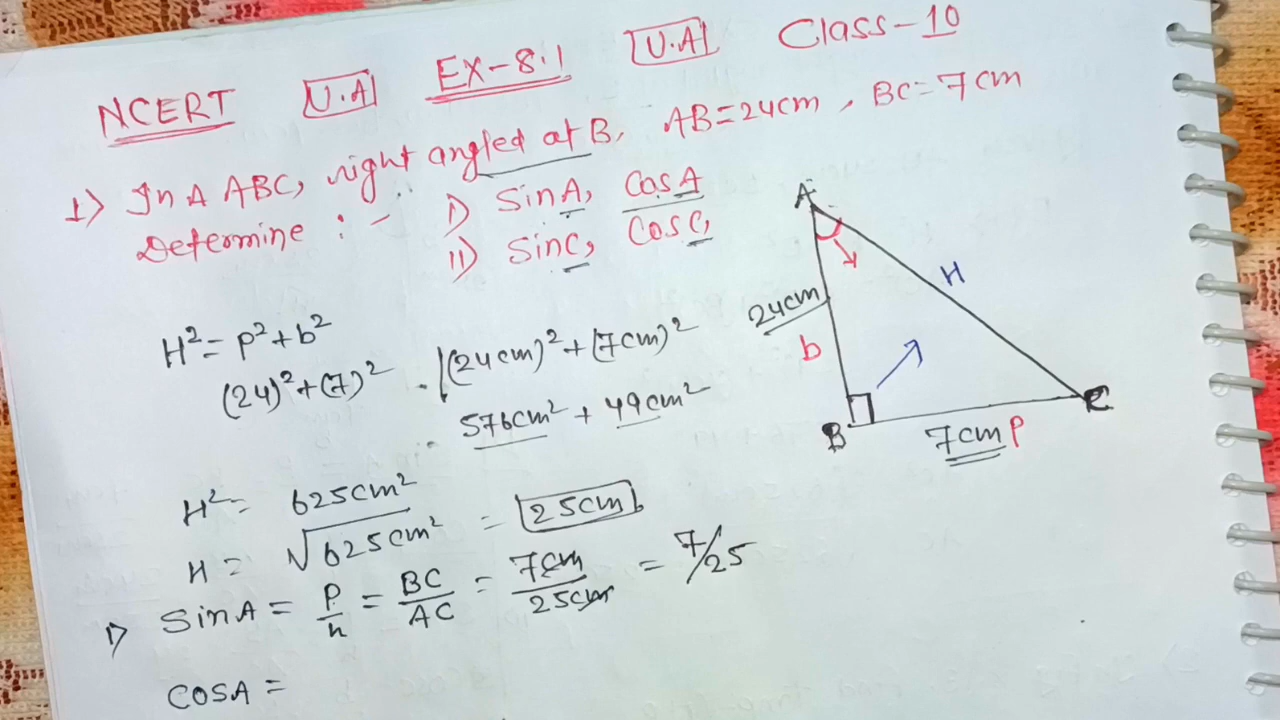 NCERT U.A EX-8.1 U.A Class-10
1) In Δ ABC, right angled at B, AB=24cm, BC=7cm
Determine :- i) SinA, CosA
ii) SinC, CosC,
H²= p²+b²
(24)²+(7)² . (24cm)²+(7cm)²
. 576cm² + 49cm²
H²= 625cm²
H= √625cm² = 25cm
i) SinA = P/h = BC/AC = 7cm/25cm = 7/25
COSA =
A
H
24cm
b
B
7cm P
C